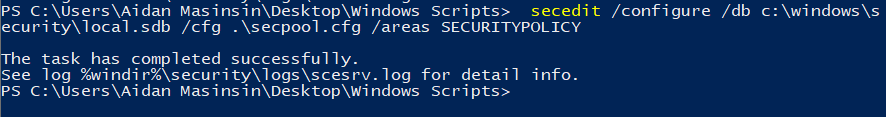 PS C:\Users\Aidan Masinsin\Desktop\Windows Scripts>  secedit /configure /db c:\windows\s
ecurity\local.sdb /cfg .\secpool.cfg /areas SECURITYPOLICY
The task has completed successfully.
See log %windir%\security\logs\scesrv.log for detail info.
PS C:\Users\Aidan Masinsin\Desktop\Windows Scripts>